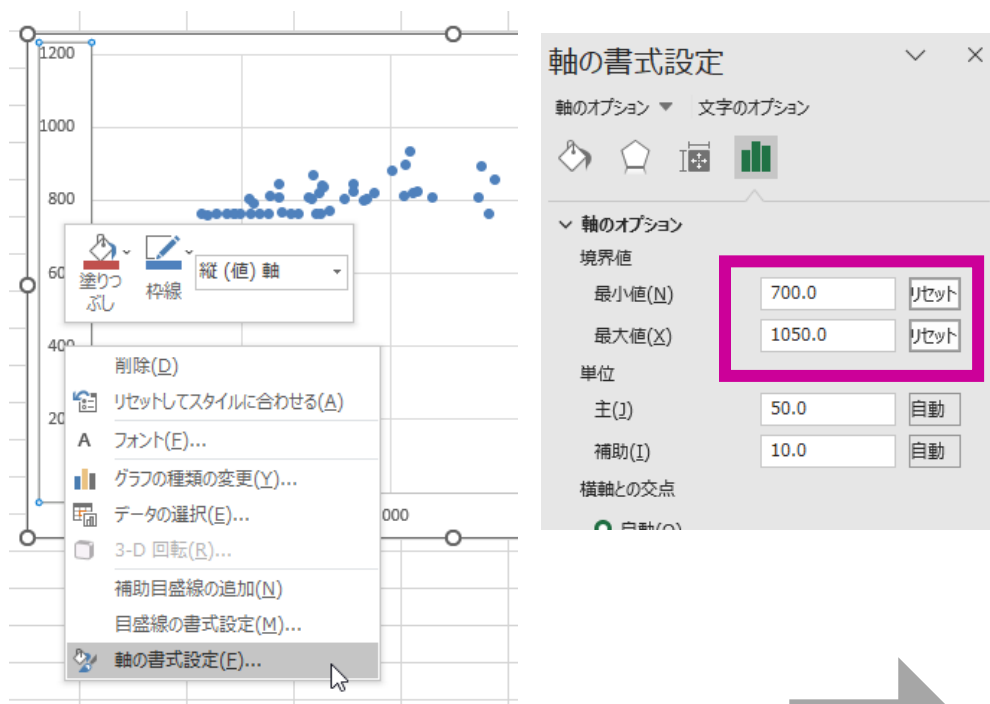 1200
1000
800
60
400
20
000
塗りつ
ぶし
枠線
縦 (値) 軸
削除(D)
リセットしてスタイルに合わせる(A)
フォント(F)...
グラフの種類の変更(Y)...
データの選択(E)...
3-D 回転(R)...
補助目盛線の追加(N)
目盛線の書式設定(M)...
軸の書式設定(F)...
軸の書式設定
軸のオプション 文字のオプション
軸のオプション
境界値
最小値(N) 700.0 リセット
最大値(X) 1050.0 リセット
単位
主(J) 50.0 自動
補助(I) 10.0 自動
横軸との交点
自動(O)